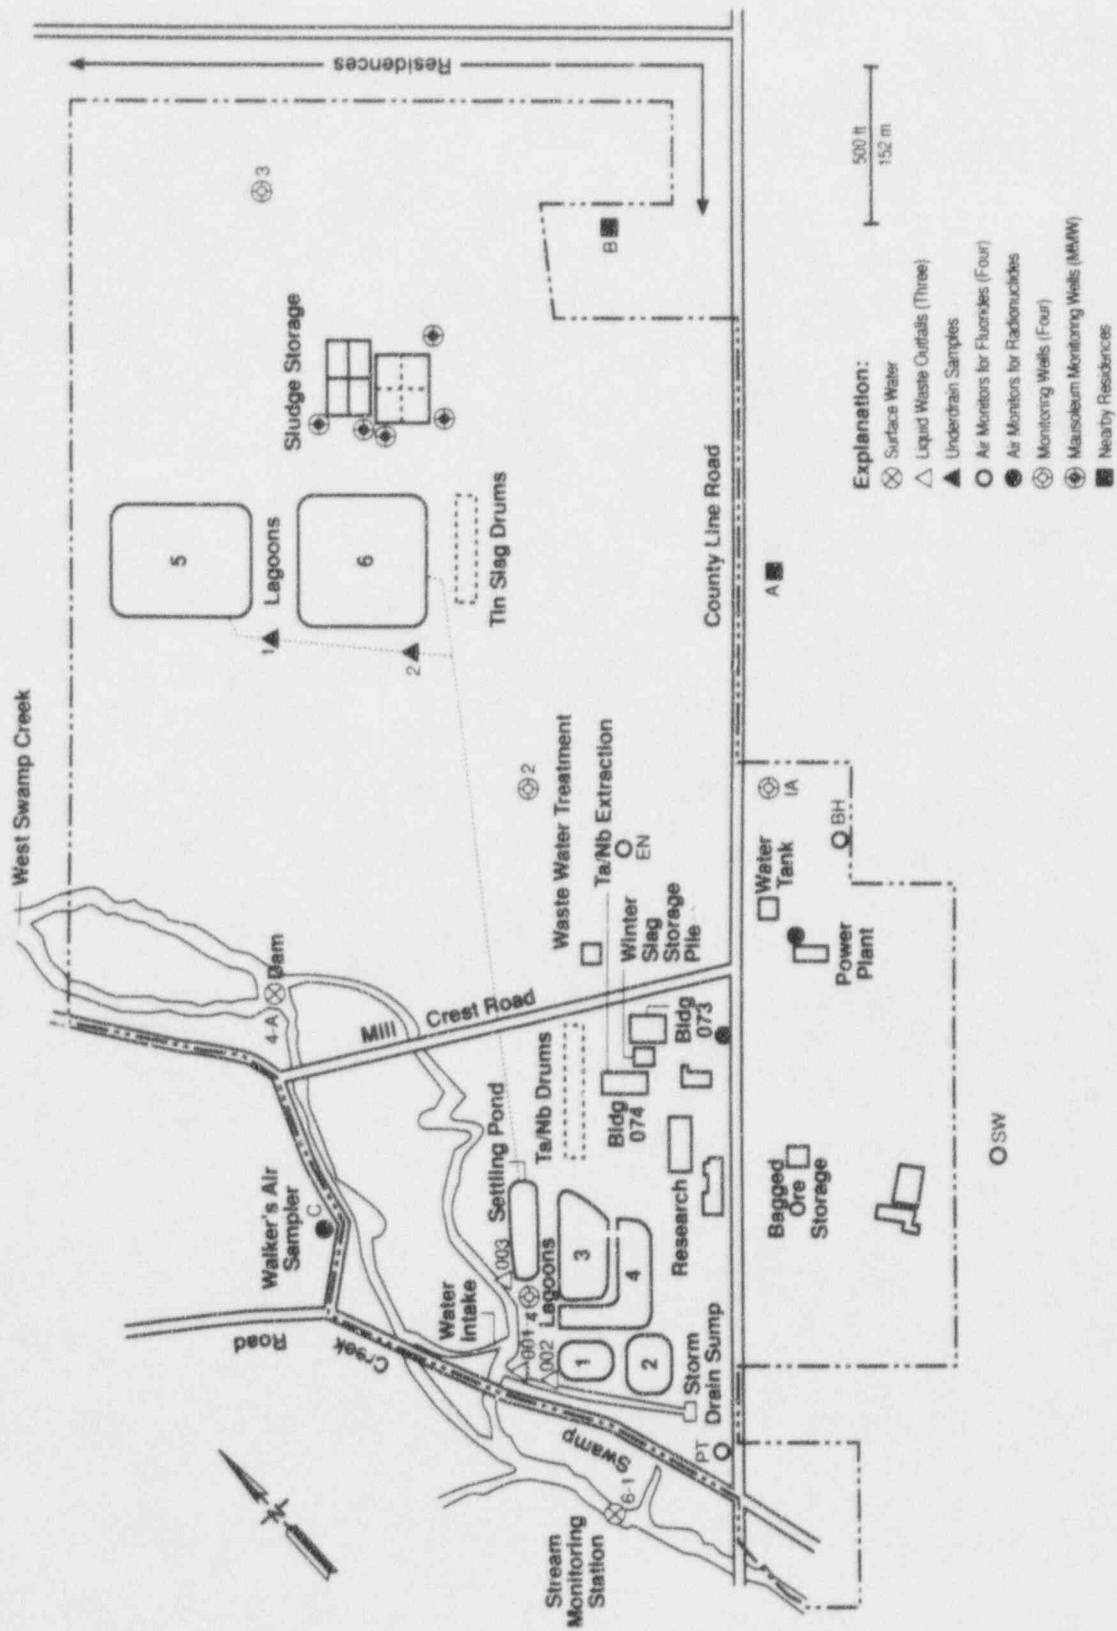 West Swamp Creek
Residences
3
Sludge Storage
5
Lagoons
6
1
2
Tin Slag Drums
B
County Line Road
A
4-A
Dam
Mill Crest Road
2
Waste Water Treatment
Ta/Nb Extraction
EN
Winter
Slag
Storage
Pile
Bldg
073
Bldg
074
Ta/Nb Drums
Settling Pond
Walker's Air
Sampler
C
Road
Creek
Swamp
Water
Intake
003
4
001
002
Lagoons
3
4
1
2
Research
Storm
Drain Sump
PT
6-1
Stream
Monitoring
Station
N
IA
BH
Water
Tank
Power
Plant
Bagged
Ore
Storage
SW
500 ft
152 m
Explanation:
Surface Water
Liquid Waste Outfalls (Three)
Underdrain Samples
Air Monitors for Fluorides (Four)
Air Monitors for Radionuclides
Monitoring Wells (Four)
Mausoleum Monitoring Wells (MMW)
Nearby Residences